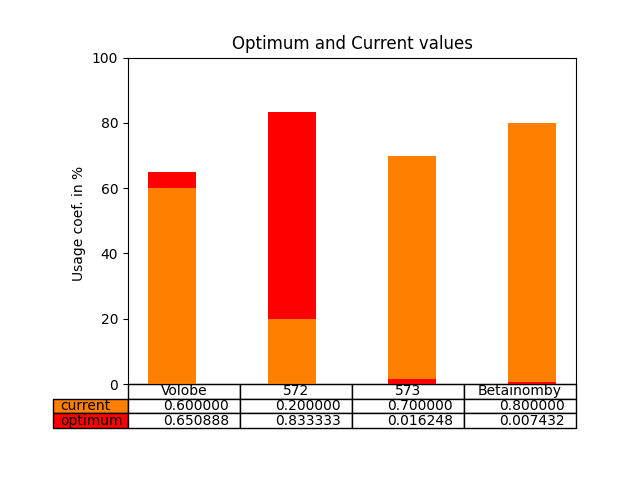 Optimum and Current values
100
80
60
40
20
0
Usage coef. in %
Volobe 572 573 Betainomby
current 0.600000 0.200000 0.700000 0.800000
optimum 0.650888 0.833333 0.016248 0.007432